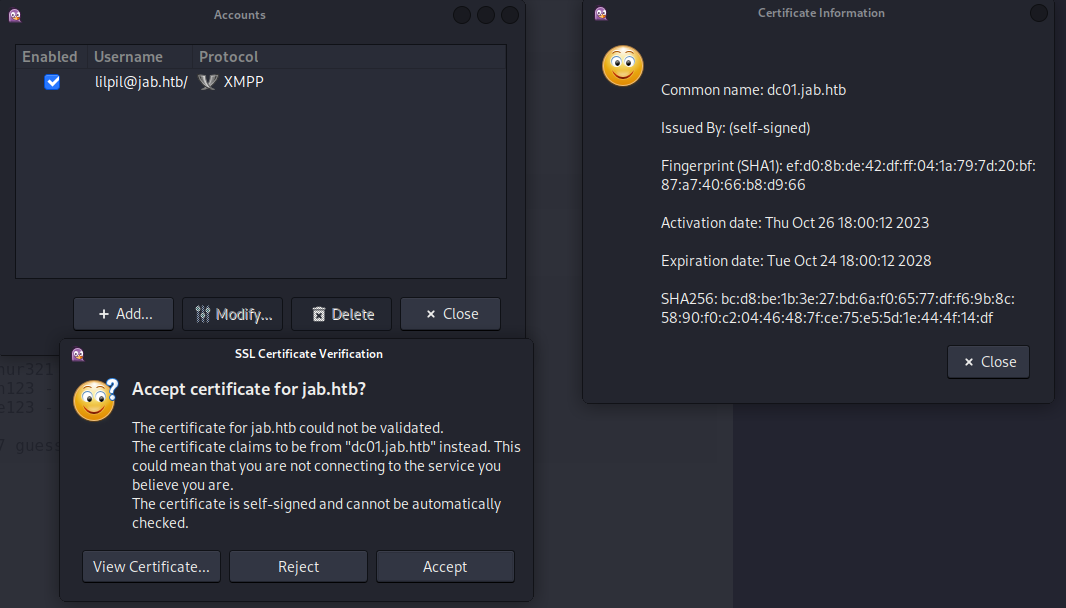 Accounts
Enabled Username Protocol
lilpil@jab.htb/ XMPP
+ Add...
Modify...
Delete
× Close
Certificate Information
Common name: dc01.jab.htb
Issued By: (self-signed)
Fingerprint (SHA1): ef:d0:8b:de:42:df:ff:04:1a:79:7d:20:bf:
87:a7:40:66:b8:d9:66
Activation date: Thu Oct 26 18:00:12 2023
Expiration date: Tue Oct 24 18:00:12 2028
SHA256: bc:d8:be:1b:3e:27:bd:6a:f0:65:77:df:f6:9b:8c:
58:90:f0:c2:04:46:48:7f:ce:75:e5:5d:1e:44:4f:14:df
× Close
SSL Certificate Verification
Accept certificate for jab.htb?
The certificate for jab.htb could not be validated.
The certificate claims to be from "dc01.jab.htb" instead. This
could mean that you are not connecting to the service you
believe you are.
The certificate is self-signed and cannot be automatically
checked.
View Certificate...
Reject
Accept